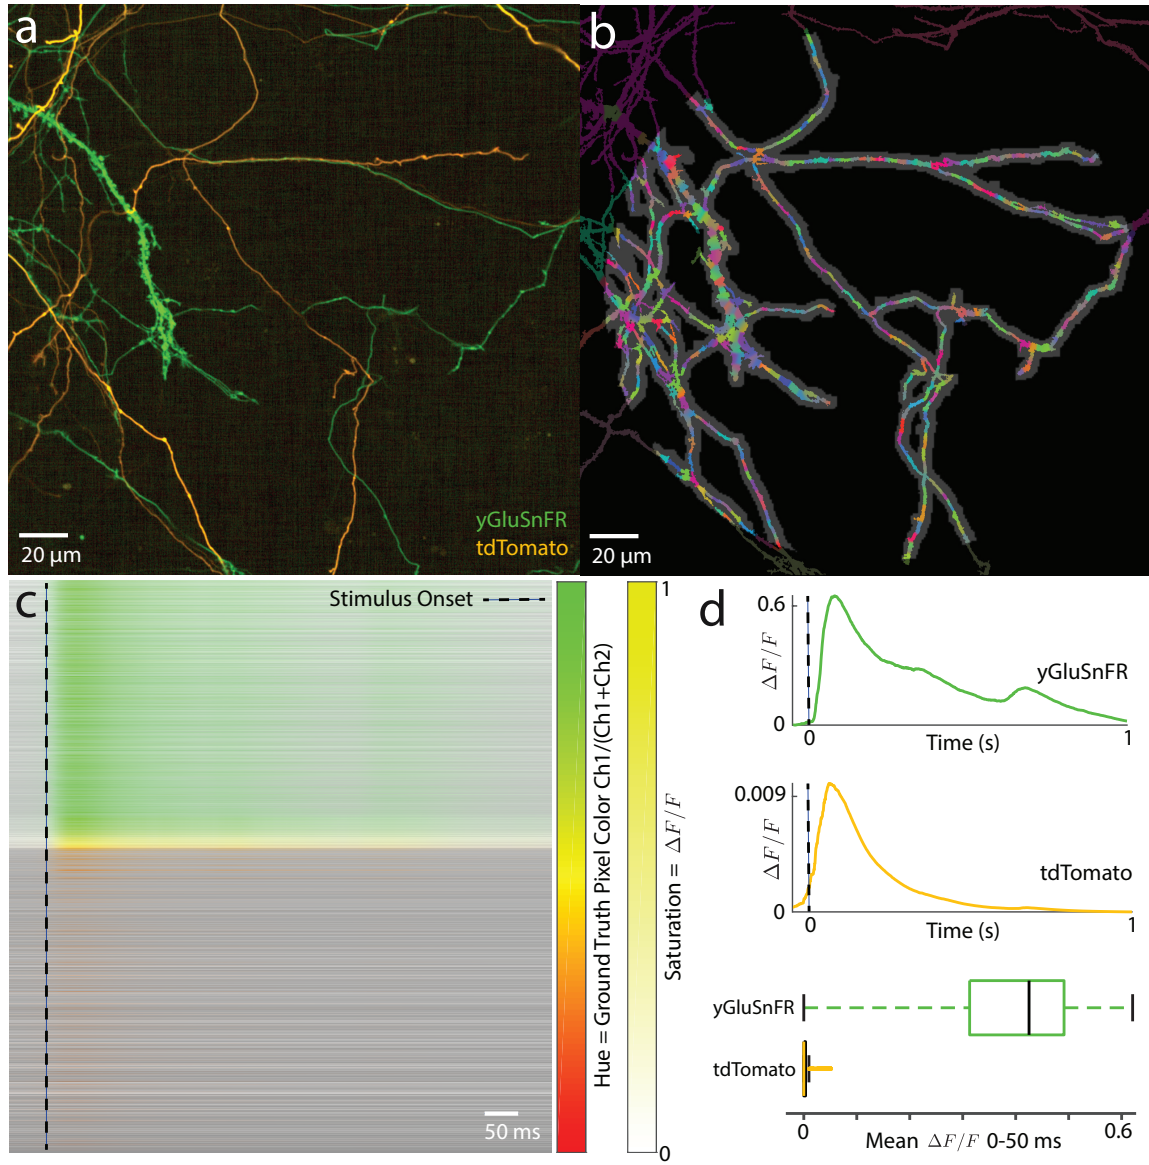 a
yGluSnFR
tdTomato
20 µm
b
20 µm
c
Stimulus Onset
50 ms
Hue = Ground Truth Pixel Color Ch1/(Ch1+Ch2)
1
Saturation = ΔF/F
0
d
0.6
ΔF/F
0
yGluSnFR
0
Time (s)
1
0.009
ΔF/F
0
tdTomato
0
Time (s)
1
yGluSnFR
tdTomato
0
0.6
Mean ΔF/F 0-50 ms